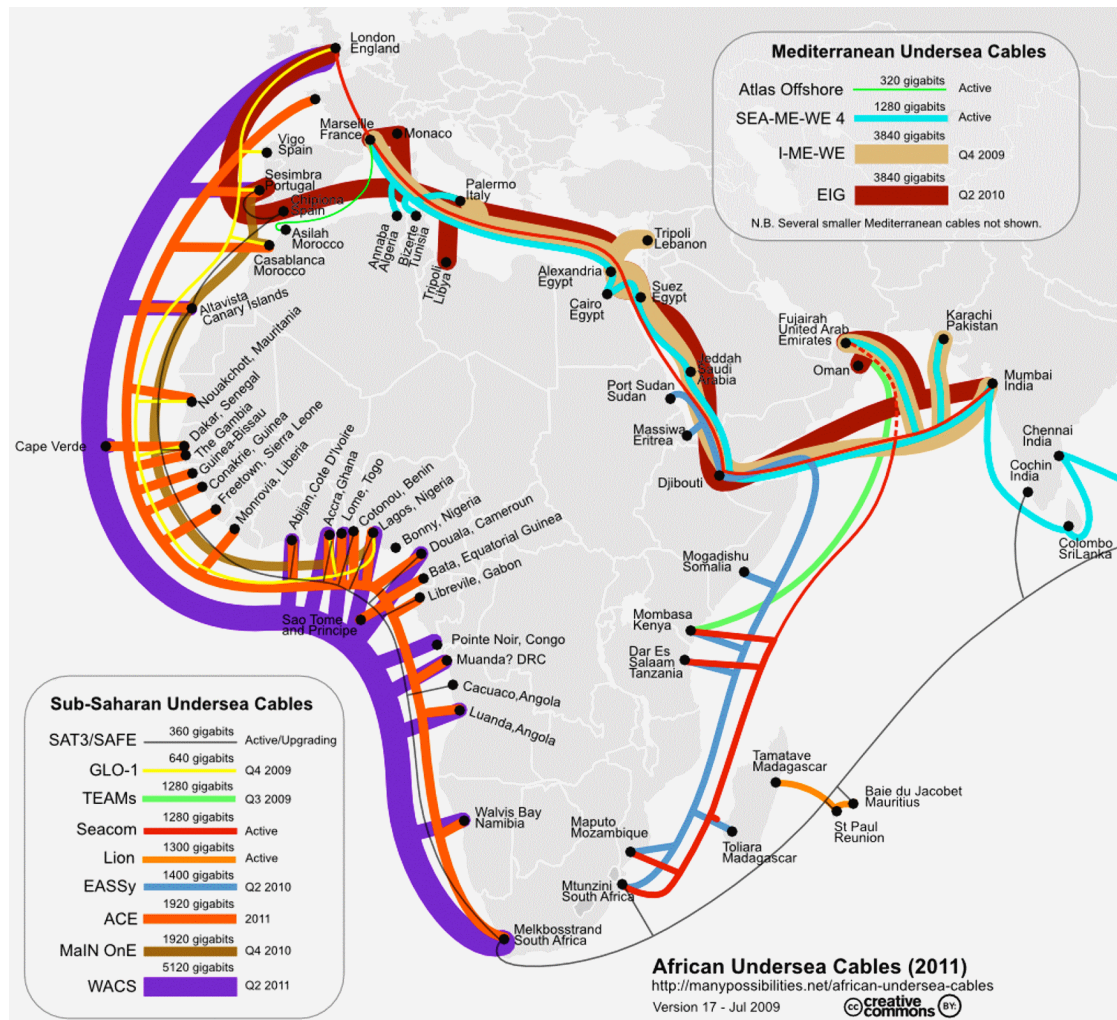 London
England
Marseille
France
Monaco
Vigo
Spain
Sesimbra
Portugal
Chipiona
Spain
Asilah
Morocco
Casablanca
Morocco
Annaba
Algeria
Bizerte
Tunisia
Palermo
Italy
Tripoli
Libya
Tripoli
Lebanon
Alexandria
Egypt
Cairo
Egypt
Suez
Egypt
Altavista
Canary Islands
Jeddah
Saudi
Arabia
Port Sudan
Sudan
Massiwa
Eritrea
Djibouti
Fujairah
United Arab
Emirates
Oman
Karachi
Pakistan
Mumbai
India
Chennai
India
Cochin
India
Colombo
SriLanka
Nouakchott, Mauritania
Dakar, Senegal
The Gambia
Guinea-Bissau
Conakrie, Guinea
Freetown, Sierra Leone
Monrovia, Liberia
Cape Verde
Abijan,Cote D'Ivoire
Accra,Ghana
Lome, Togo
Cotonou, Benin
Lagos, Nigeria
Bonny, Nigeria
Douala, Cameroun
Bata, Equatorial Guinea
Librevile, Gabon
Sao Tome
and Principe
Pointe Noir, Congo
Muanda? DRC
Cacuaco,Angola
Luanda,Angola
Walvis Bay
Namibia
Melkbosstrand
South Africa
Mogadishu
Somalia
Mombasa
Kenya
Dar Es
Salaam
Tanzania
Maputo
Mozambique
Mtunzini
South Africa
Toliara
Madagascar
Tamatave
Madagascar
Baie du Jacobet
Mauritius
St Paul
Reunion
Mediterranean Undersea Cables
Atlas Offshore 320 gigabits Active
SEA-ME-WE 4 1280 gigabits Active
I-ME-WE 3840 gigabits Q4 2009
EIG 3840 gigabits Q2 2010
N.B. Several smaller Mediterranean cables not shown.
Sub-Saharan Undersea Cables
SAT3/SAFE 360 gigabits Active/Upgrading
GLO-1 640 gigabits Q4 2009
TEAMs 1280 gigabits Q3 2009
Seacom 1280 gigabits Active
Lion 1300 gigabits Active
EASSy 1400 gigabits Q2 2010
ACE 1920 gigabits 2011
MaIN OnE 1920 gigabits Q4 2010
WACS 5120 gigabits Q2 2011
African Undersea Cables (2011)
http://manypossibilities.net/african-undersea-cables
Version 17 - Jul 2009
cc creative commons BY: